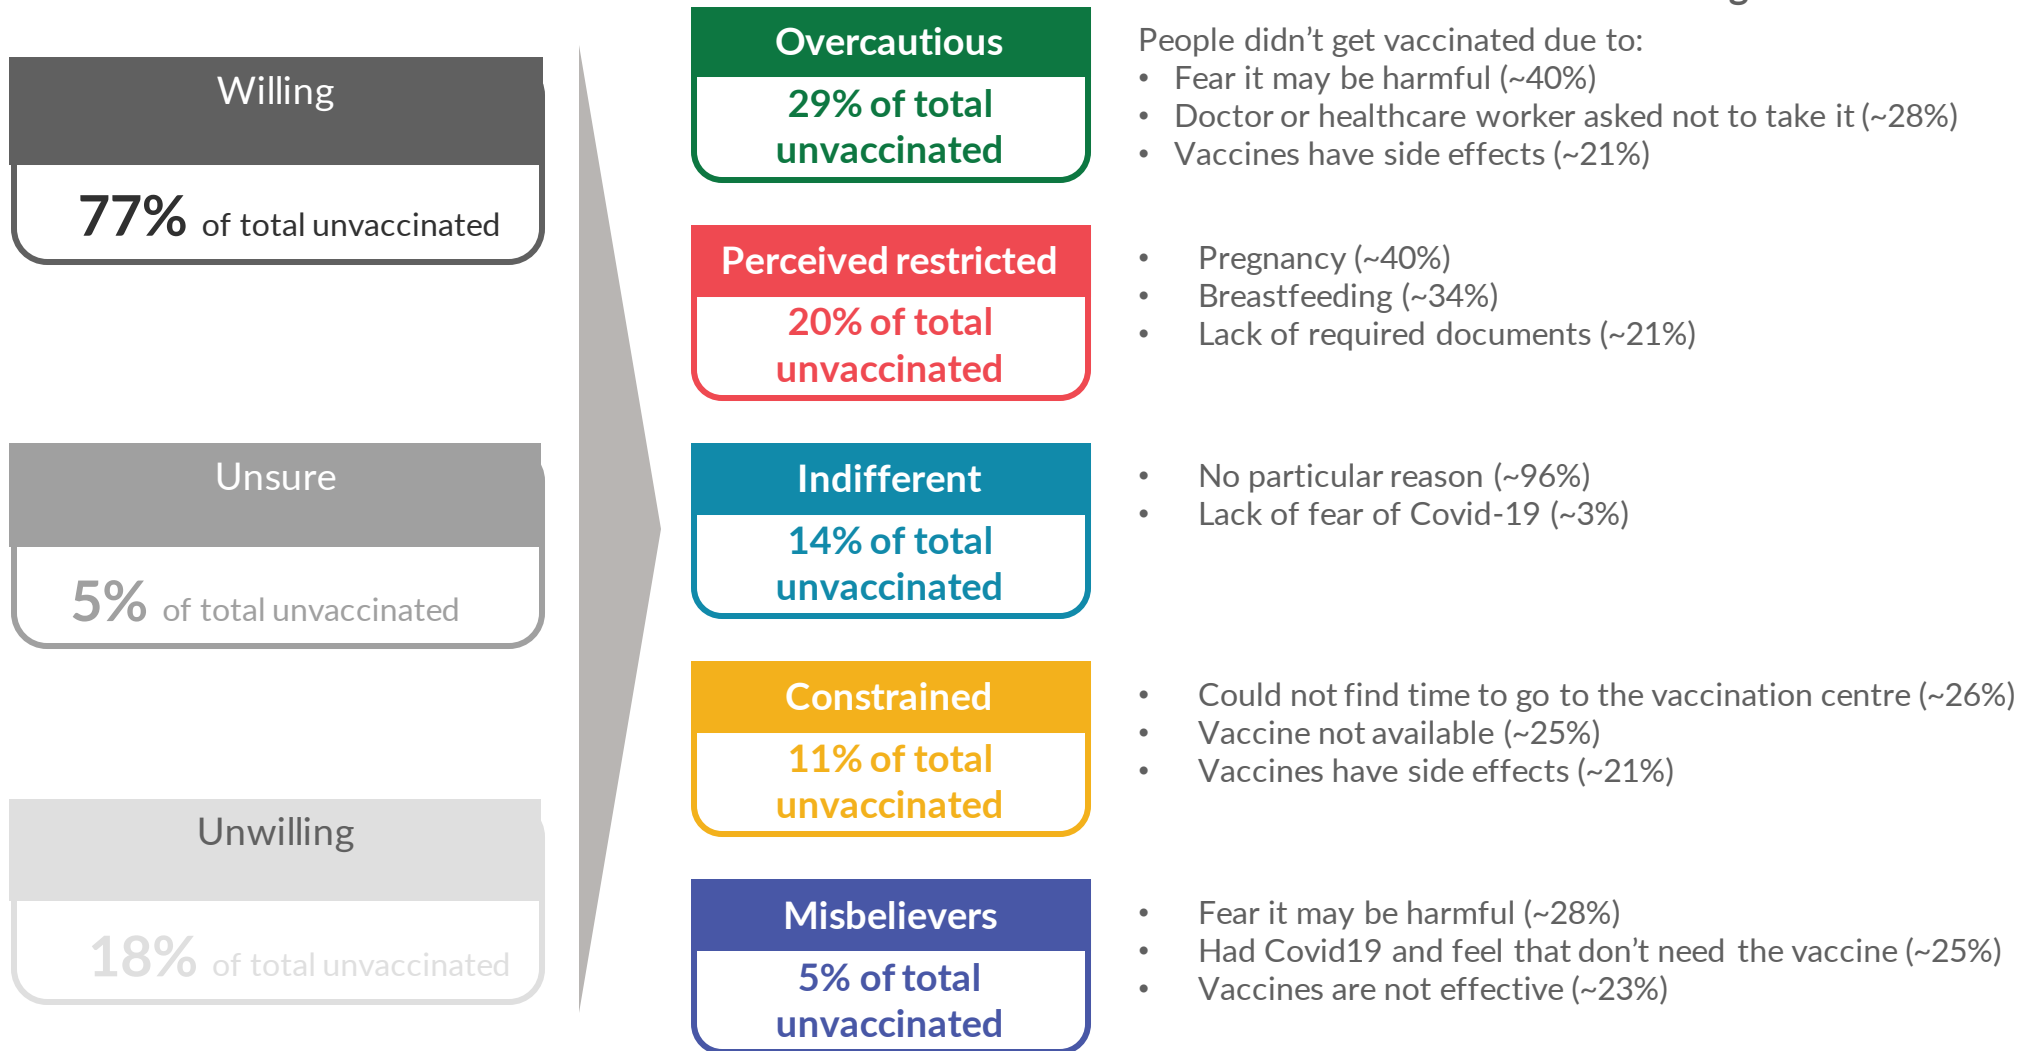 Willing
77% of total unvaccinated
Unsure
5% of total unvaccinated
Unwilling
18% of total unvaccinated
Overcautious
29% of total
unvaccinated
People didn’t get vaccinated due to:
• Fear it may be harmful (~40%)
• Doctor or healthcare worker asked not to take it (~28%)
• Vaccines have side effects (~21%)
Perceived restricted
20% of total
unvaccinated
• Pregnancy (~40%)
• Breastfeeding (~34%)
• Lack of required documents (~21%)
Indifferent
14% of total
unvaccinated
• No particular reason (~96%)
• Lack of fear of Covid-19 (~3%)
Constrained
11% of total
unvaccinated
• Could not find time to go to the vaccination centre (~26%)
• Vaccine not available (~25%)
• Vaccines have side effects (~21%)
Misbelievers
5% of total
unvaccinated
• Fear it may be harmful (~28%)
• Had Covid19 and feel that don’t need the vaccine (~25%)
• Vaccines are not effective (~23%)